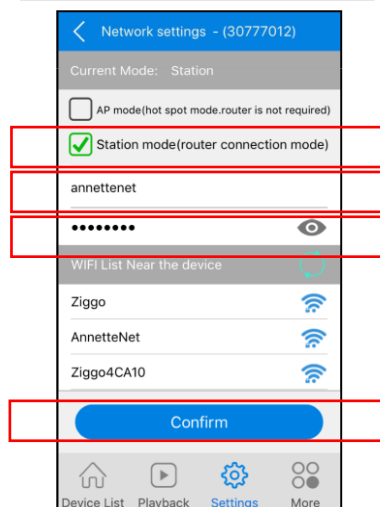 Network settings - (30777012)
Current Mode: Station
AP mode(hot spot mode.router is not required)
Station mode(router connection mode)
annettenet
••••••••
WIFI List Near the device
Ziggo
AnnetteNet
Ziggo4CA10
Confirm
Device List Playback Settings More